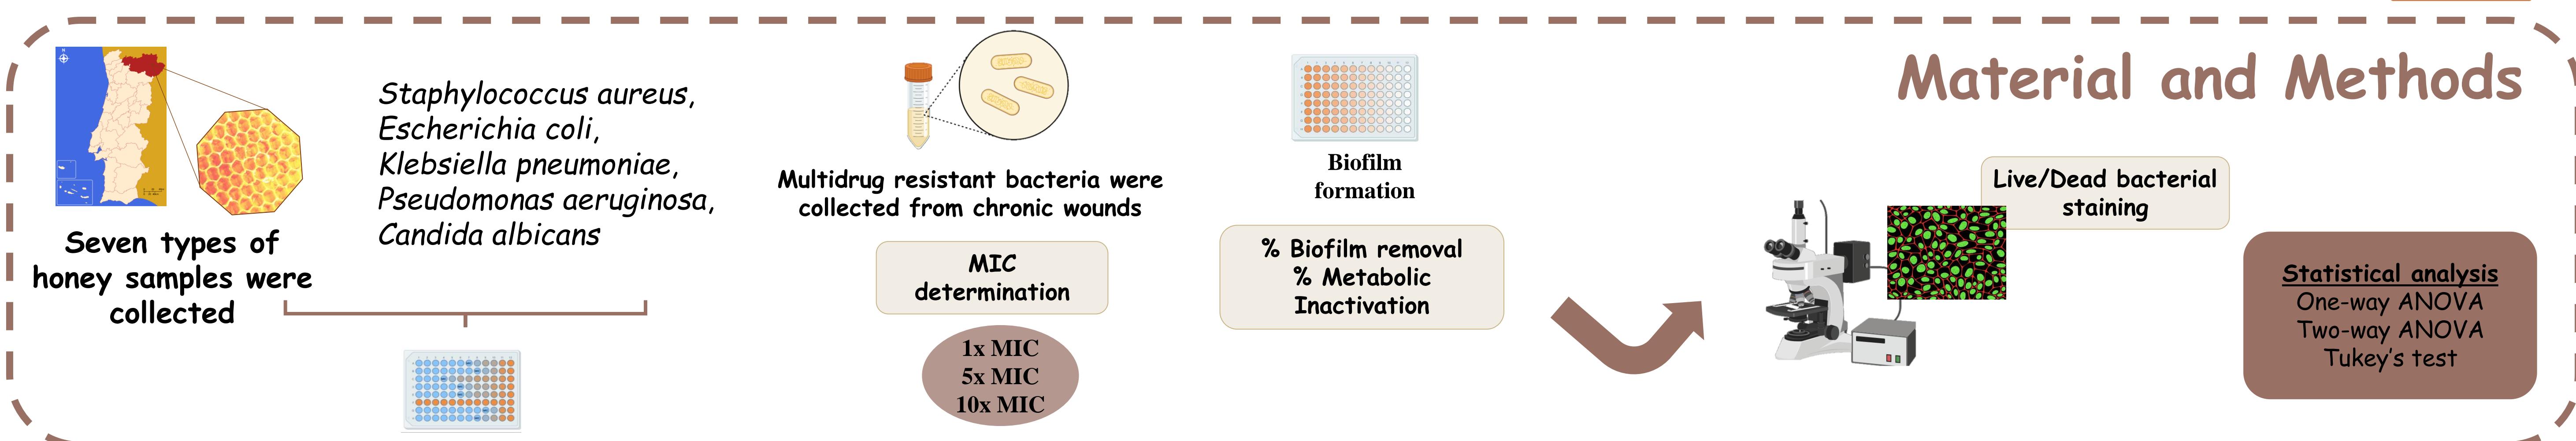 Material and Methods
N
Seven types of
honey samples were
collected
Staphylococcus aureus,
Escherichia coli,
Klebsiella pneumoniae,
Pseudomonas aeruginosa,
Candida albicans
Multidrug resistant bacteria were
collected from chronic wounds
MIC
determination
1x MIC
5x MIC
10x MIC
Biofilm
formation
% Biofilm removal
% Metabolic
Inactivation
Live/Dead bacterial
staining
Statistical analysis
One-way ANOVA
Two-way ANOVA
Tukey's test